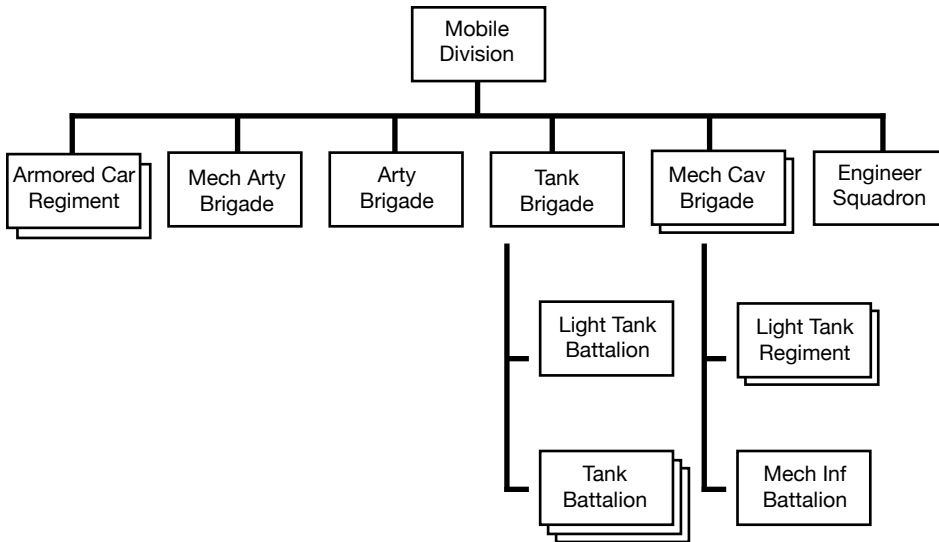 Mobile
Division
Armored Car
Regiment
Mech Arty
Brigade
Arty
Brigade
Tank
Brigade
Mech Cav
Brigade
Engineer
Squadron
Light Tank
Battalion
Light Tank
Regiment
Tank
Battalion
Mech Inf
Battalion